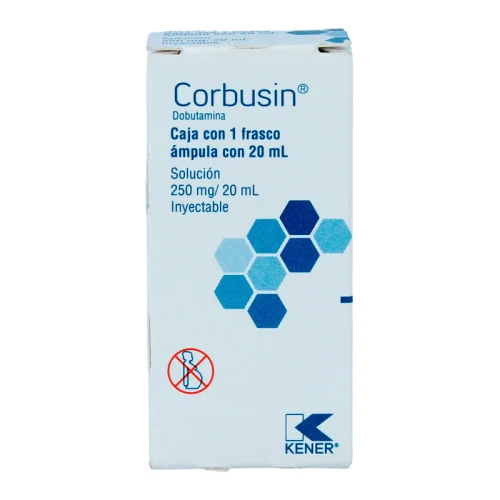 Corbusin®
Dobutamina
Caja con 1 frasco
ámpula con 20 mL
Solución
250 mg/ 20 mL
Inyectable
KENER®